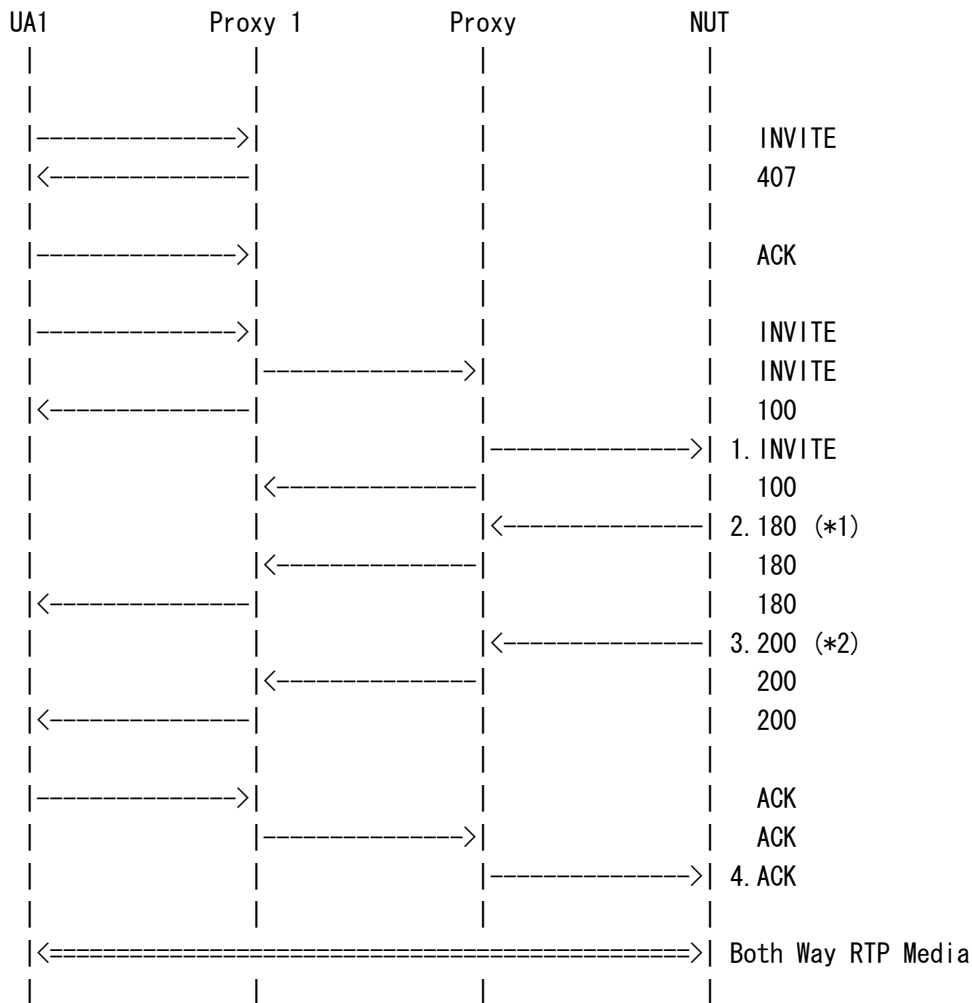 UA1 Proxy 1 Proxy NUT
INVITE
407
ACK
INVITE
INVITE
100
1. INVITE
100
2. 180 (*1)
180
180
3. 200 (*2)
200
200
ACK
ACK
4. ACK
Both Way RTP Media